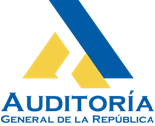 AUDITORÍA
GENERAL DE LA REPÚBLICA